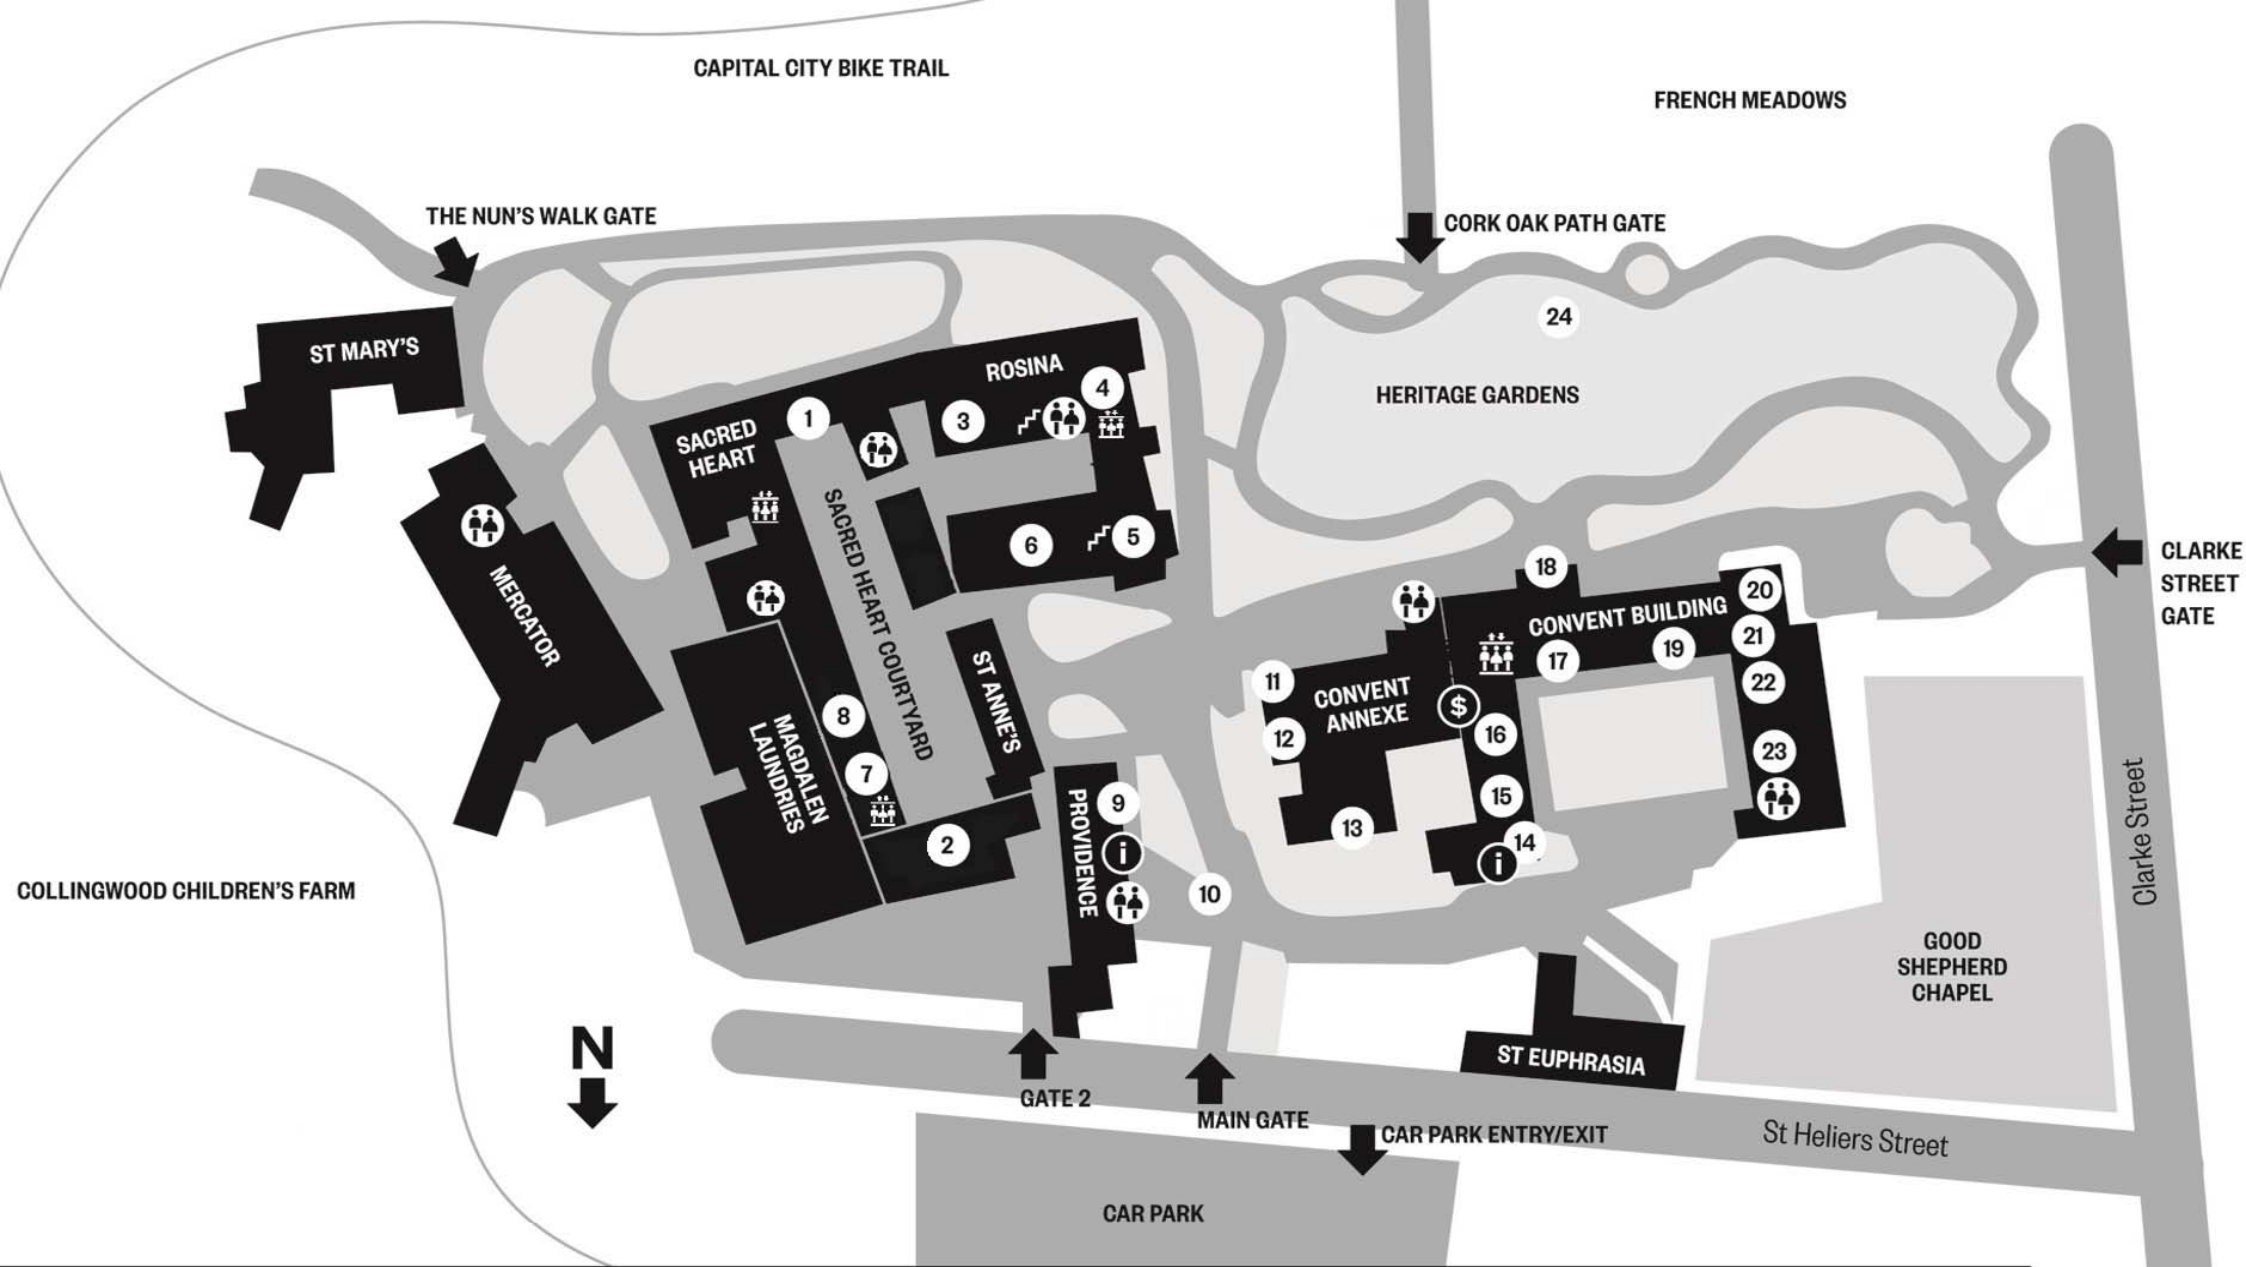 CAPITAL CITY BIKE TRAIL
FRENCH MEADOWS
THE NUN'S WALK GATE
CORK OAK PATH GATE
24
ST MARY'S
ROSINA
4
HERITAGE GARDENS
1
3
SACRED
HEART
SACRED HEART COURTYARD
6
5
MERCATOR
CLARKE
STREET
GATE
18
20
CONVENT BUILDING
21
17
19
22
11
CONVENT
ANNEXE
$
12
16
23
ST ANNE'S
8
7
MAGDALEN
LAUNDRIES
15
PROVIDENCE
9
13
2
i
14
i
10
Clarke Street
COLLINGWOOD CHILDREN'S FARM
GOOD
SHEPHERD
CHAPEL
N
ST EUPHRASIA
GATE 2
MAIN GATE
CAR PARK ENTRY/EXIT
St Heliers Street
CAR PARK